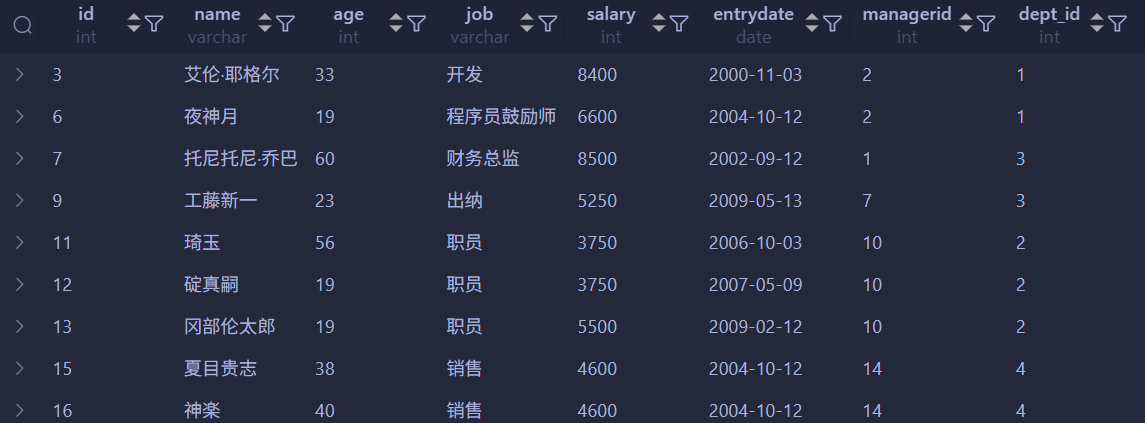 id name age job salary entrydate managerid dept_id
int varchar int varchar int date int int
3 艾伦·耶格尔 33 开发 8400 2000-11-03 2 1
6 夜神月 19 程序员鼓励师 6600 2004-10-12 2 1
7 托尼托尼·乔巴 60 财务总监 8500 2002-09-12 1 3
9 工藤新一 23 出纳 5250 2009-05-13 7 3
11 琦玉 56 职员 3750 2006-10-03 10 2
12 碇真嗣 19 职员 3750 2007-05-09 10 2
13 冈部伦太郎 19 职员 5500 2009-02-12 10 2
15 夏目贵志 38 销售 4600 2004-10-12 14 4
16 神楽 40 销售 4600 2004-10-12 14 4